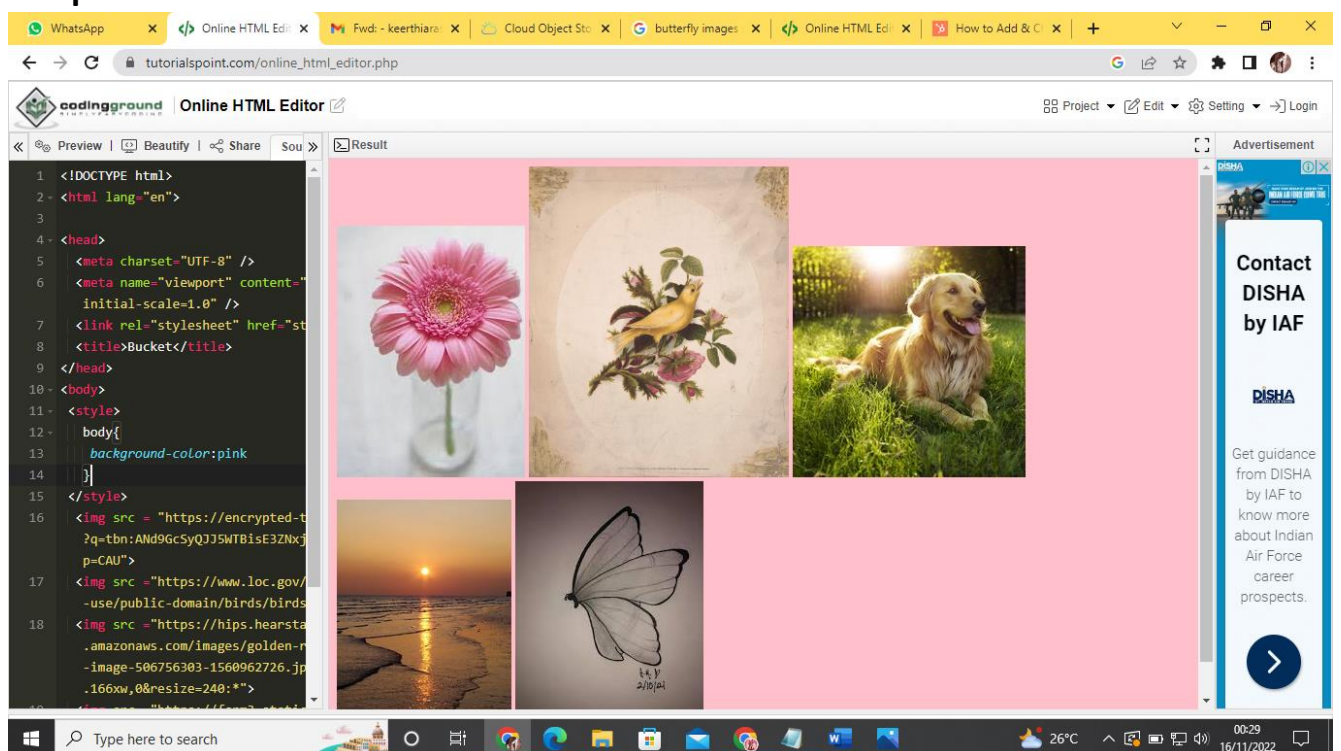 WhatsApp
Online HTML Edi
Fwd: - keerthiara
Cloud Object Sto
butterfly images
Online HTML Edi
How to Add & C
tutorialspoint.com/online_html_editor.php
codingground
SIMPLYEASYCODING
Online HTML Editor
Project
Edit
Setting
Login
Preview | Beautify | Share Sou
Result
Advertisement
1 <!DOCTYPE html>
2 <html lang="en">
3
4 <head>
5 <meta charset="UTF-8" />
6 <meta name="viewport" content="
initial-scale=1.0" />
7 <link rel="stylesheet" href="st
8 <title>Bucket</title>
9 </head>
10 <body>
11 <style>
12 body{
13 background-color:pink
14 }
15 </style>
16 <img src = "https://encrypted-t
?q=tbn:ANd9GcSyQJJ5WTBisE3ZNxj
p=CAU">
17 <img src ="https://www.loc.gov/
-use/public-domain/birds/birds
18 <img src ="https://hips.hearsta
.amazonaws.com/images/golden-r
-image-506756303-1560962726.jp
.166xw,0&resize=240:*">
2/10/21
DISHA
Contact
DISHA
by IAF
DISHA
Get guidance
from DISHA
by IAF to
know more
about Indian
Air Force
career
prospects.
Type here to search
26°C
00:29
16/11/2022